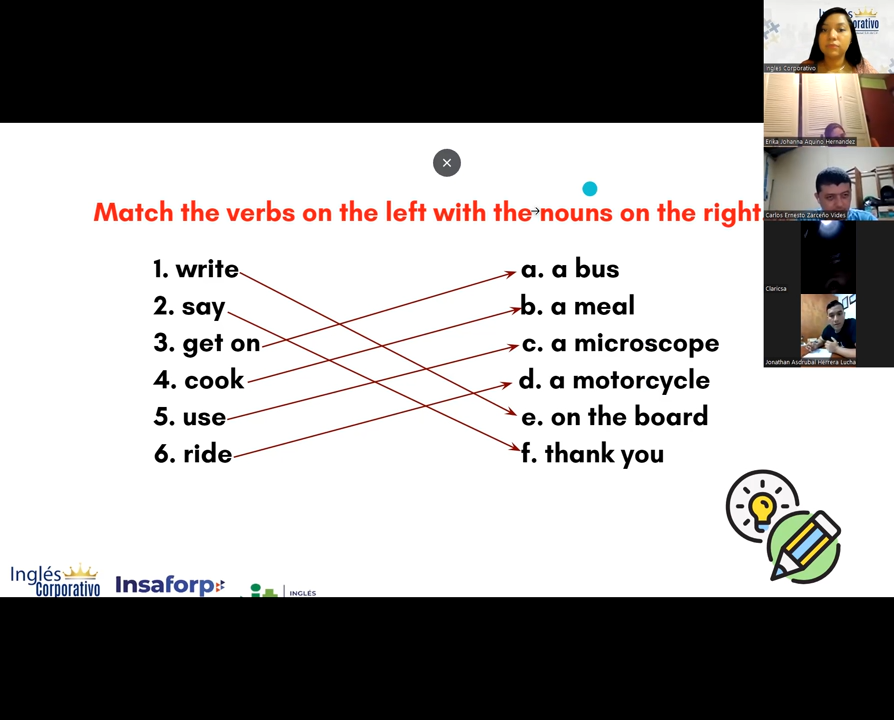 Match the verbs on the left with the nouns on the right
1. write
2. say
3. get on
4. cook
5. use
6. ride
a. a bus
b. a meal
c. a microscope
d. a motorcycle
e. on the board
f. thank you
Inglés
Corporativo
Insaforp
INGLÉS
Inglés
Corporativo
Inglés Corporativo
Erika Johanna Aquino Hernandez
Carlos Ernesto Zarceño Vides
Claricsa
Jonathan Asdrubal Herrera Lucha